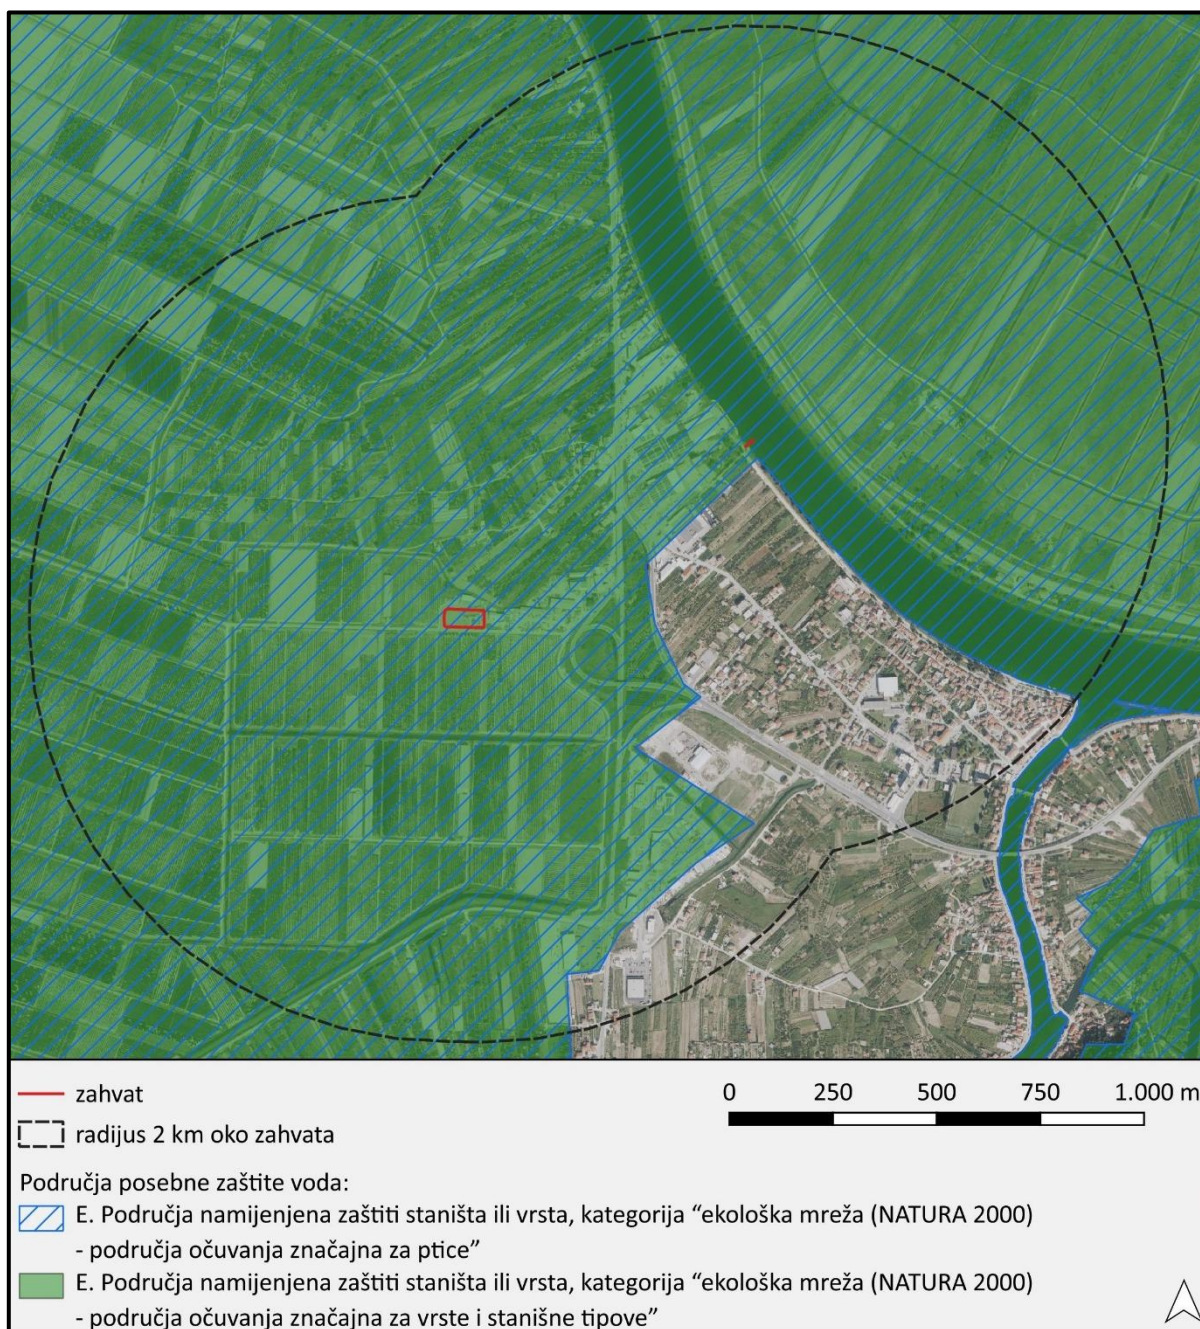 zahvat
0 250 500 750 1.000 m
radijus 2 km oko zahvata
Područja posebne zaštite voda:
E. Područja namijenjena zaštiti staništa ili vrsta, kategorija “ekološka mreža (NATURA 2000)
- područja očuvanja značajna za ptice”
E. Područja namijenjena zaštiti staništa ili vrsta, kategorija “ekološka mreža (NATURA 2000)
- područja očuvanja značajna za vrste i stanišne tipove”